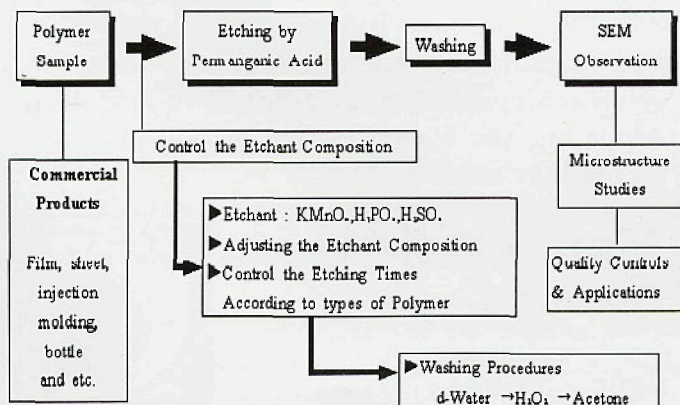 Polymer
Sample
Etching by
Permanganic Acid
Washing
SEM
Observation
Control the Etchant Composition
Commercial
Products
Film, sheet,
injection
molding,
bottle
and etc.
▶Etchant : KMnO₄,H₃PO₄,H₂SO₄
▶Adjusting the Etchant Composition
▶Control the Etching Times
According to types of Polymer
Microstructure
Studies
Quality Controls
& Applications
▶Washing Procedures
d-Water →H₂O₂ →Acetone